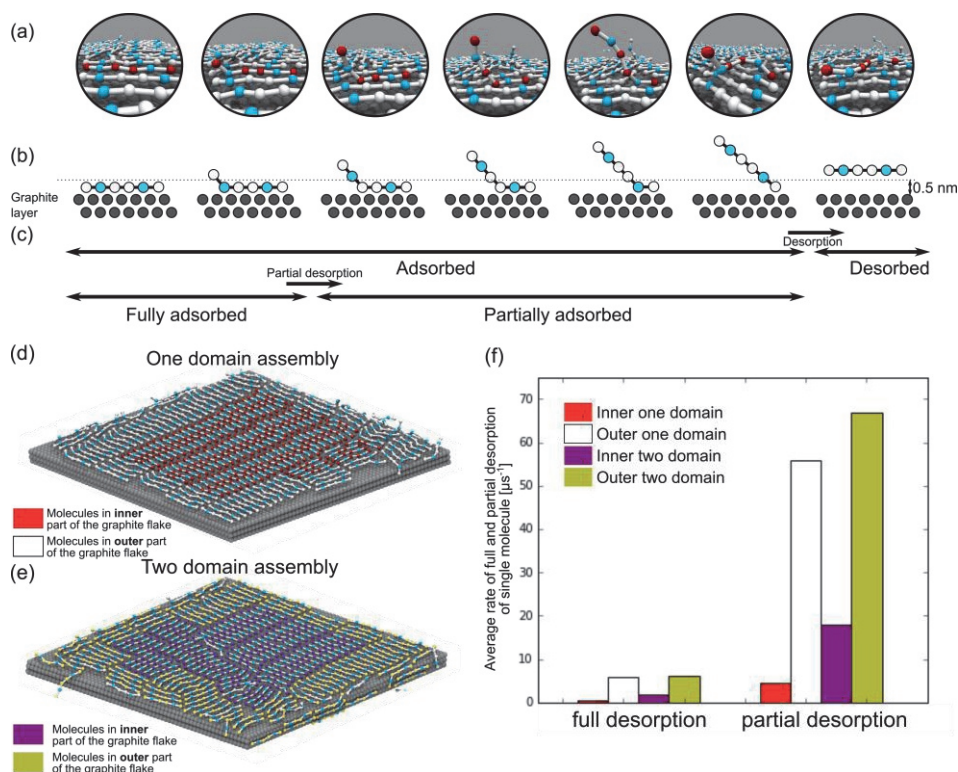 (a)
(b)
Graphite
layer
0.5 nm
(c)
Desorption
Adsorbed
Desorbed
Partial desorption
Fully adsorbed
Partially adsorbed
(d)
One domain assembly
Molecules in inner
part of the graphite flake
Molecules in outer part
of the graphite flake
(e)
Two domain assembly
Molecules in inner
part of the graphite flake
Molecules in outer part
of the graphite flake
(f)
Average rate of full and partial desorption
of single molecule [µs⁻¹]
70
60
50
40
30
20
10
0
Inner one domain
Outer one domain
Inner two domain
Outer two domain
full desorption
partial desorption